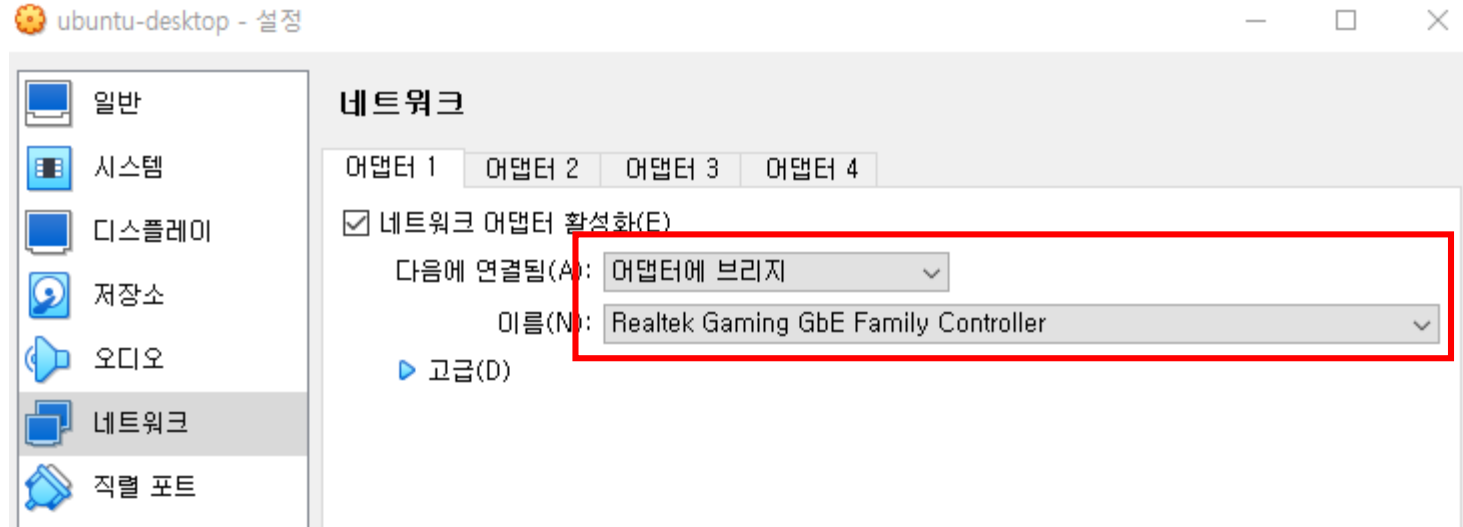 ubuntu-desktop - 설정
일반
시스템
디스플레이
저장소
오디오
네트워크
직렬 포트
네트워크
어댑터 1 어댑터 2 어댑터 3 어댑터 4
네트워크 어댑터 활성화(E)
다음에 연결됨(A): 어댑터에 브리지
이름(N): Realtek Gaming GbE Family Controller
고급(D)